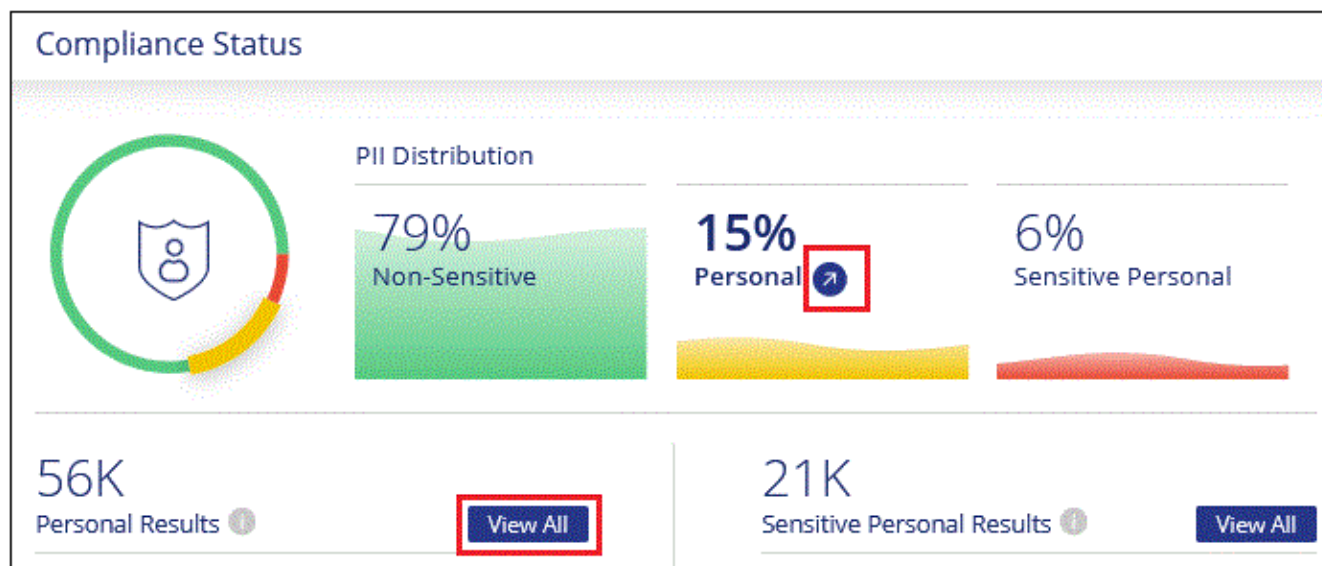 Compliance Status
PII Distribution
79%
Non-Sensitive
15%
Personal
6%
Sensitive Personal
56K
Personal Results
View All
21K
Sensitive Personal Results
View All